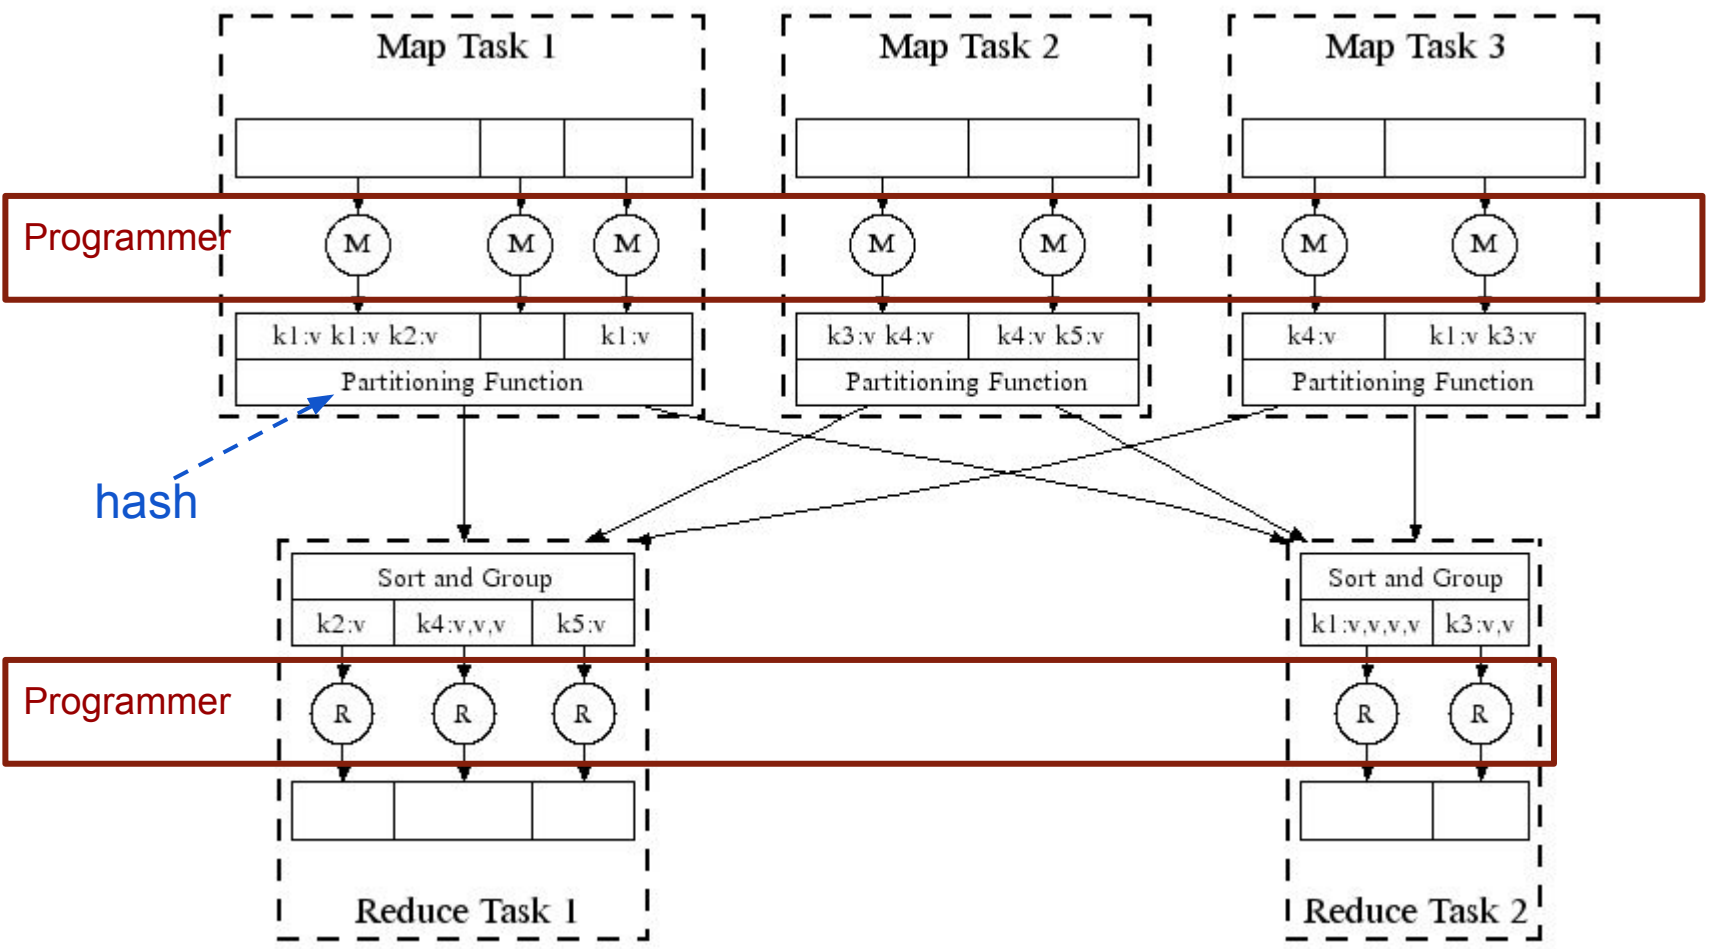 Map Task 1
Map Task 2
Map Task 3
Programmer
M
M
M
M
M
M
M
k1:v k1:v k2:v
k1:v
k3:v k4:v
k4:v k5:v
k4:v
k1:v k3:v
Partitioning Function
Partitioning Function
Partitioning Function
hash
Sort and Group
Sort and Group
k2:v
k4:v,v,v
k5:v
k1:v,v,v,v
k3:v,v
Programmer
R
R
R
R
R
Reduce Task 1
Reduce Task 2